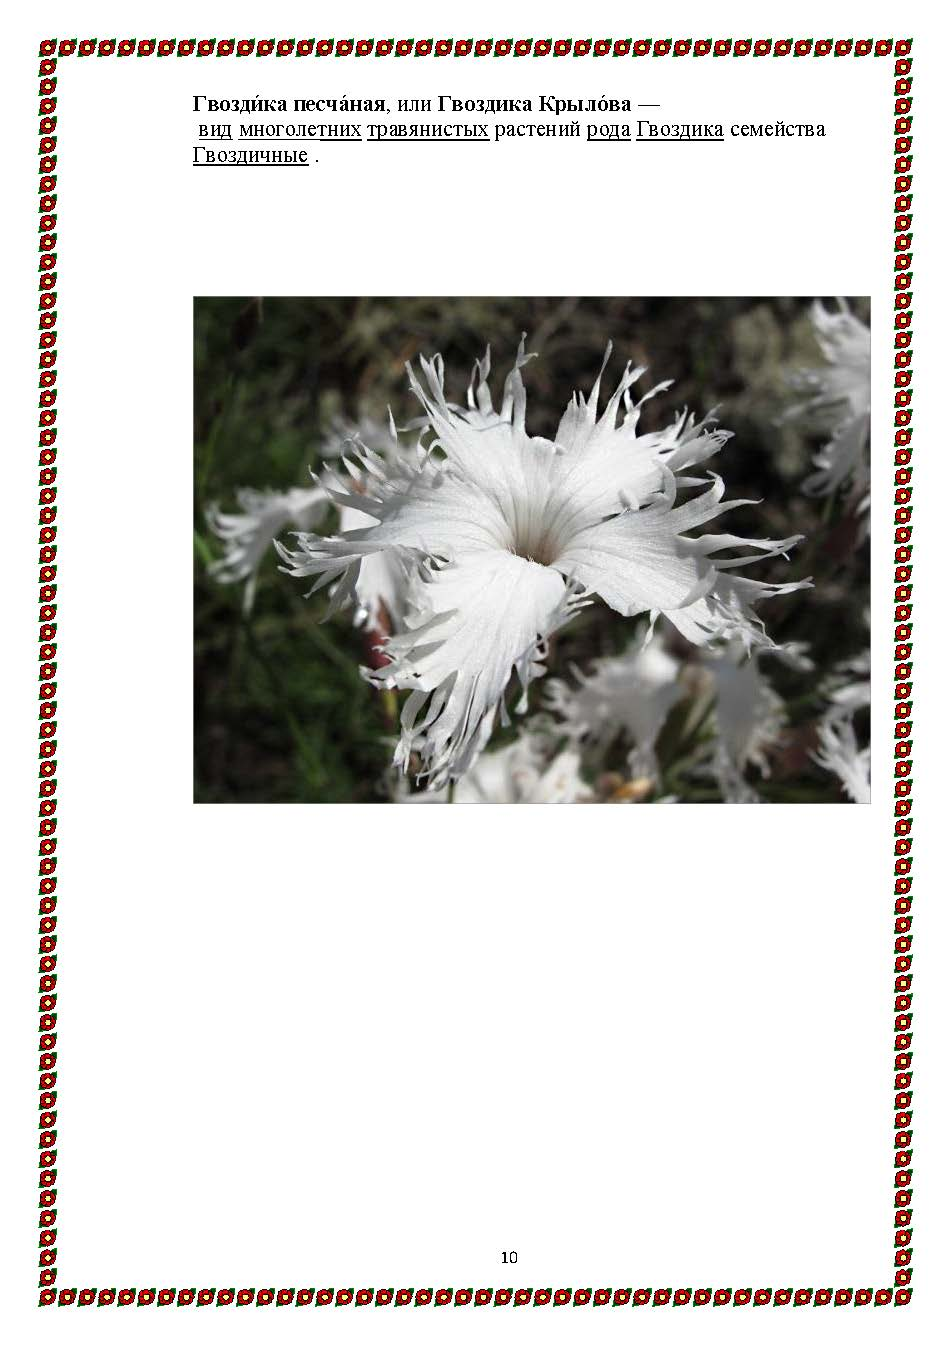 Гвозди́ка песча́ная, или Гвоздика Крыло́ва —
вид многолетних травянистых растений рода Гвоздика семейства
Гвоздичные .
10